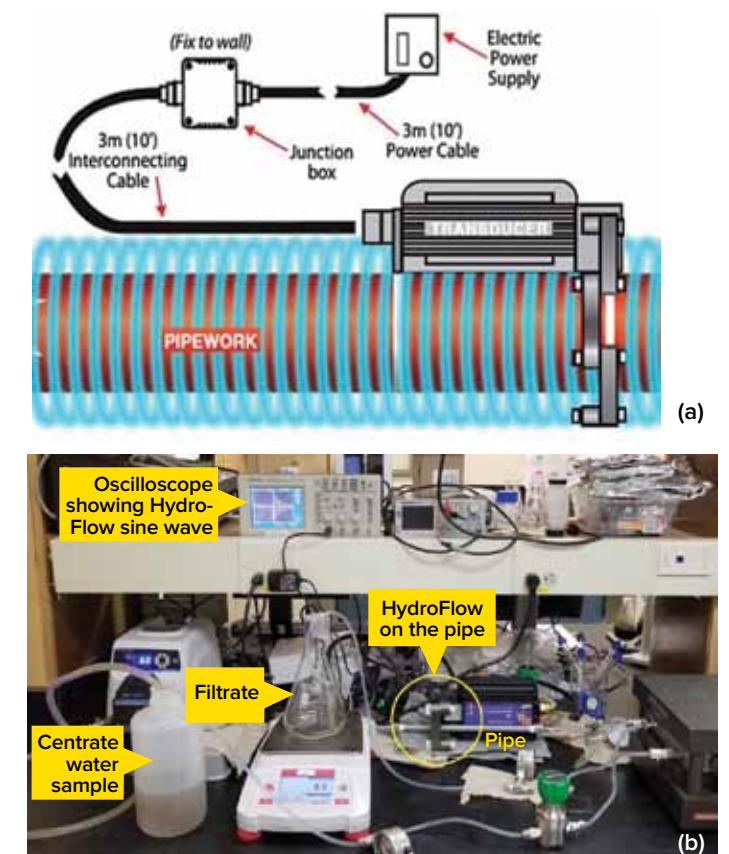 (Fix to wall)
Electric
Power
Supply
3m (10')
Interconnecting
Cable
Junction
box
3m (10')
Power Cable
TRANSDUCER
PIPEWORK
(a)
Oscilloscope
showing Hydro-
Flow sine wave
HydroFlow
on the pipe
Filtrate
Pipe
Centrate
water
sample
(b)